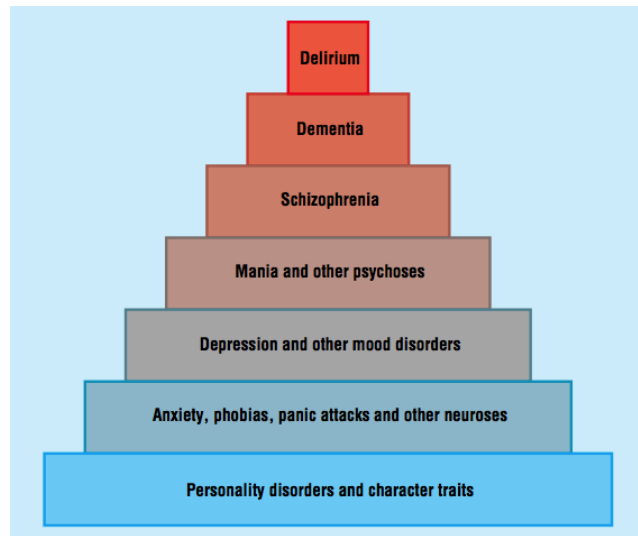 Delirium
Dementia
Schizophrenia
Mania and other psychoses
Depression and other mood disorders
Anxiety, phobias, panic attacks and other neuroses
Personality disorders and character traits